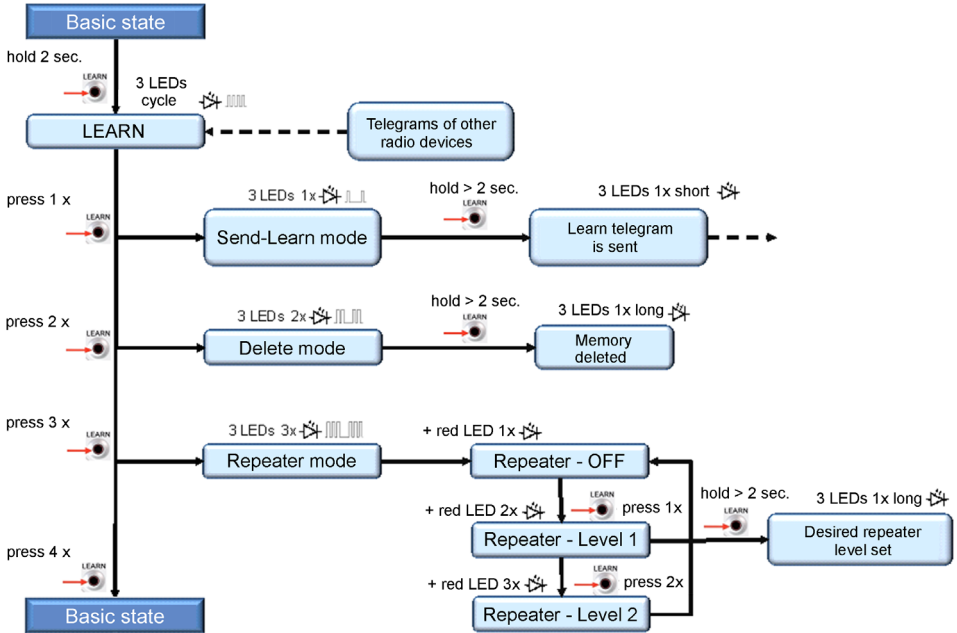 Basic state
hold 2 sec.
LEARN
3 LEDs
cycle
LEARN
Telegrams of other
radio devices
press 1 x
LEARN
3 LEDs 1x
Send-Learn mode
hold > 2 sec.
LEARN
3 LEDs 1x short
Learn telegram
is sent
press 2 x
LEARN
3 LEDs 2x
Delete mode
hold > 2 sec.
LEARN
3 LEDs 1x long
Memory
deleted
press 3 x
LEARN
3 LEDs 3x
Repeater mode
+ red LED 1x
Repeater - OFF
+ red LED 2x
LEARN
press 1x
Repeater - Level 1
hold > 2 sec.
LEARN
3 LEDs 1x long
Desired repeater
level set
+ red LED 3x
LEARN
press 2x
Repeater - Level 2
press 4 x
LEARN
Basic state